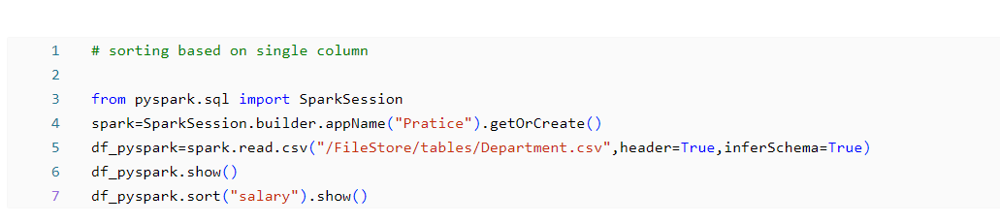 1 # sorting based on single column
2
3 from pyspark.sql import SparkSession
4 spark=SparkSession.builder.appName("Pratice").getOrCreate()
5 df_pyspark=spark.read.csv("/FileStore/tables/Department.csv",header=True,inferSchema=True)
6 df_pyspark.show()
7 df_pyspark.sort("salary").show()